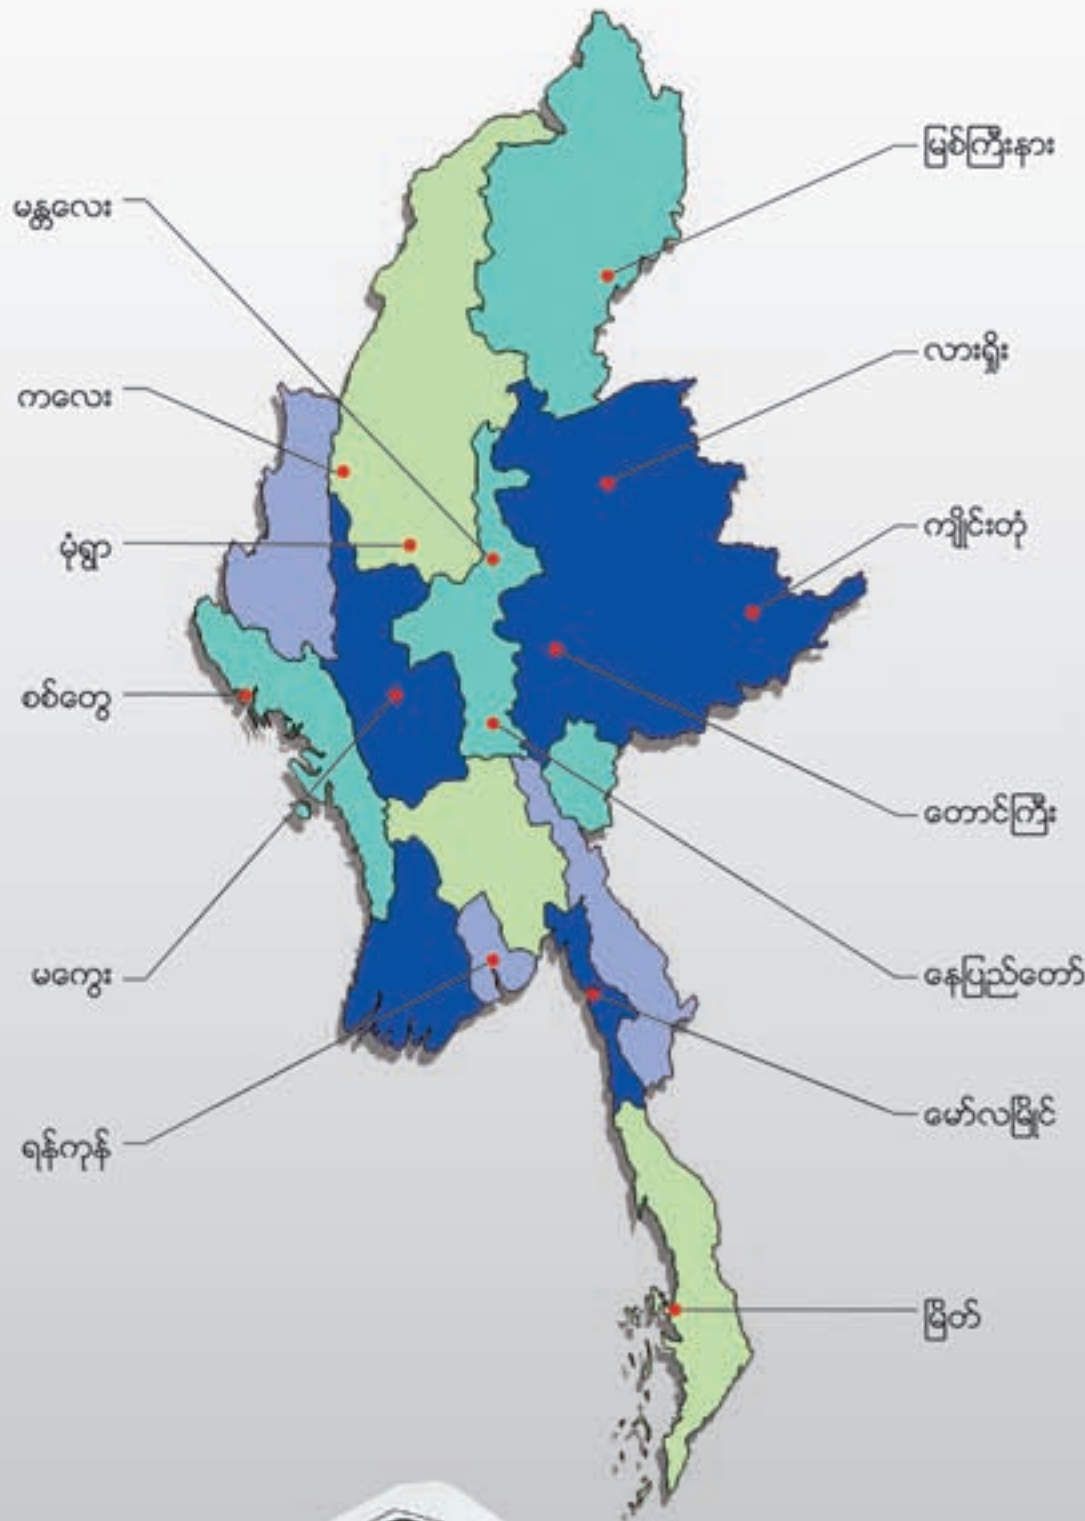 မြစ်ကြီးနား
မန္တလေး
လားရှိုး
ကလေး
ကျိုင်းတုံ
မုံရွာ
စစ်တွေ
တောင်ကြီး
မကွေး
နေပြည်တော်
မော်လမြိုင်
ရန်ကုန်
မြိတ်